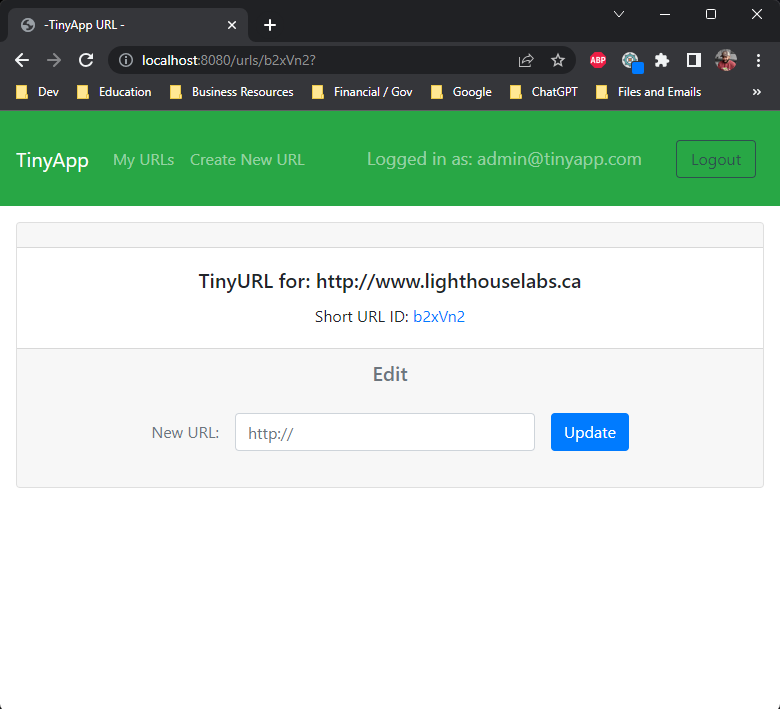 -TinyApp URL -
localhost:8080/urls/b2xVn2?
ABP
Dev Education Business Resources Financial / Gov Google ChatGPT Files and Emails »
TinyApp My URLs Create New URL Logged in as: admin@tinyapp.com Logout
TinyURL for: http://www.lighthouselabs.ca
Short URL ID: b2xVn2
Edit
New URL: http:// Update